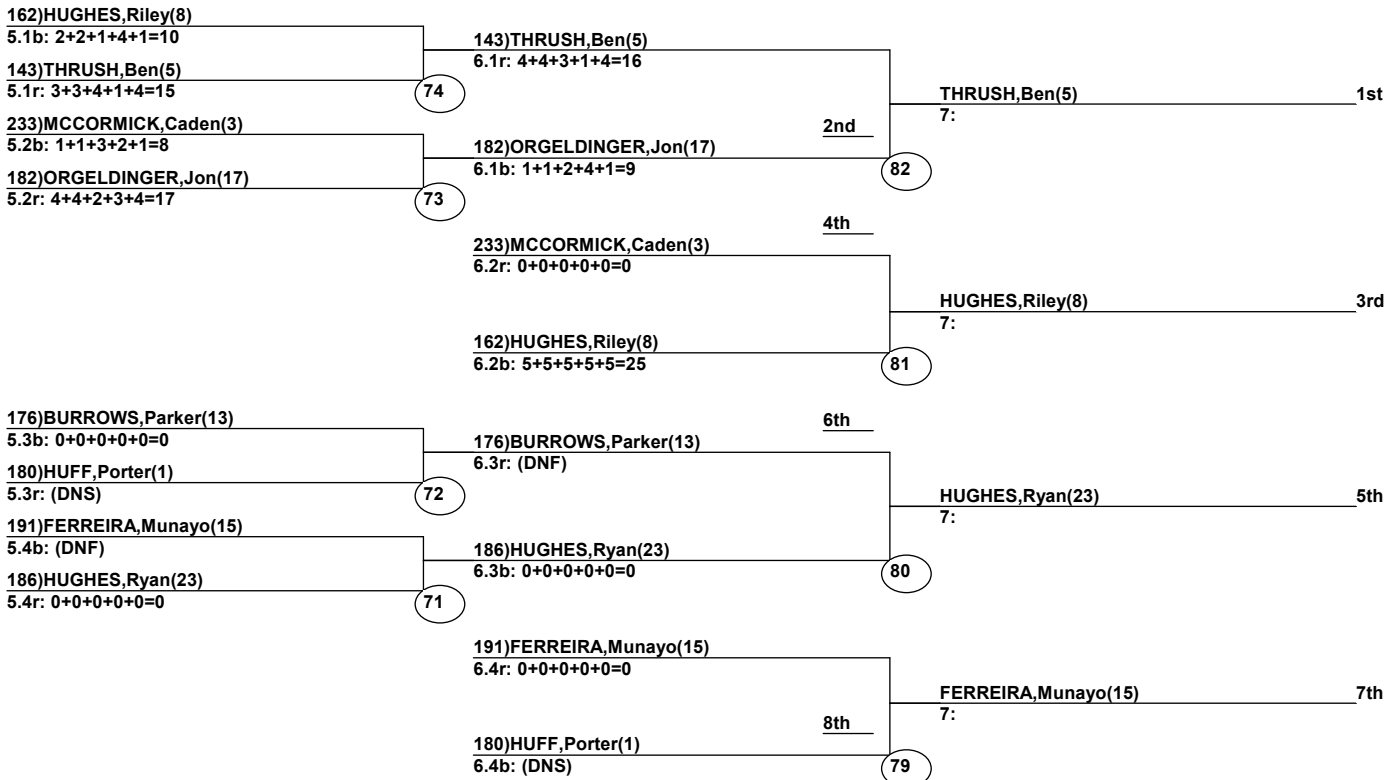 162)HUGHES,Riley(8)
5.1b: 2+2+1+4+1=10
143)THRUSH,Ben(5)
5.1r: 3+3+4+1+4=15
74
233)MCCORMICK,Caden(3)
5.2b: 1+1+3+2+1=8
182)ORGELDINGER,Jon(17)
5.2r: 4+4+2+3+4=17
73
143)THRUSH,Ben(5)
6.1r: 4+4+3+1+4=16
2nd
182)ORGELDINGER,Jon(17)
6.1b: 1+1+2+4+1=9
82
THRUSH,Ben(5)
1st
7:
4th
233)MCCORMICK,Caden(3)
6.2r: 0+0+0+0+0=0
162)HUGHES,Riley(8)
6.2b: 5+5+5+5+5=25
81
HUGHES,Riley(8)
3rd
7:
176)BURROWS,Parker(13)
5.3b: 0+0+0+0+0=0
180)HUFF,Porter(1)
5.3r: (DNS)
72
191)FERREIRA,Munayo(15)
5.4b: (DNF)
186)HUGHES,Ryan(23)
5.4r: 0+0+0+0+0=0
71
6th
176)BURROWS,Parker(13)
6.3r: (DNF)
186)HUGHES,Ryan(23)
6.3b: 0+0+0+0+0=0
80
HUGHES,Ryan(23)
5th
7:
191)FERREIRA,Munayo(15)
6.4r: 0+0+0+0+0=0
8th
180)HUFF,Porter(1)
6.4b: (DNS)
79
FERREIRA,Munayo(15)
7th
7: